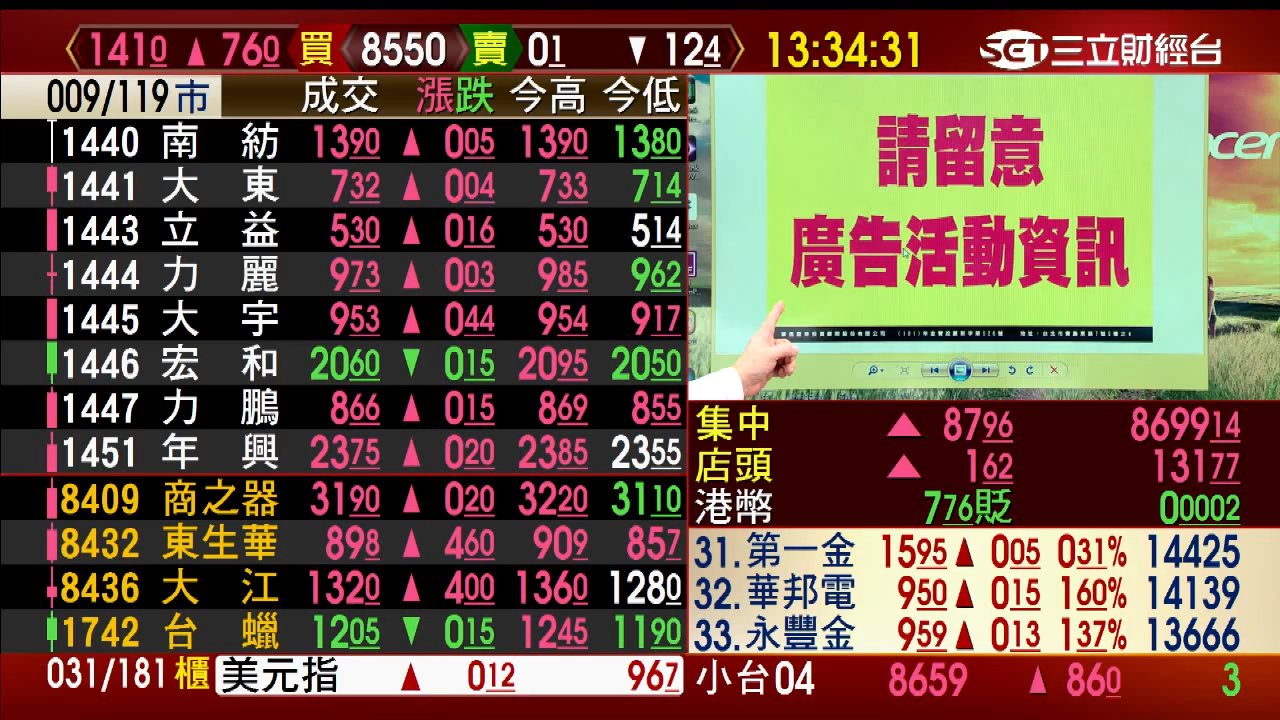 1410 ▲ 760 買 8550 賣 01 ▼ 124 13:34:31 SET三立財經台
009/119市 成交 漲跌 今高 今低
1440 南紡 1390 ▲ 005 1390 1380
1441 大東 732 ▲ 004 733 714
1443 立益 530 ▲ 016 530 514
1444 力麗 973 ▲ 003 985 962
1445 大宇 953 ▲ 044 954 917
1446 宏和 2060 ▼ 015 2095 2050
1447 力鵬 866 ▲ 015 869 855
1451 年興 2375 ▲ 020 2385 2355
8409 商之器 3190 ▲ 020 3220 3110
8432 東生華 898 ▲ 460 909 857
8436 大江 1320 ▲ 400 1360 1280
1742 台蠟 1205 ▼ 015 1245 1190
031/181 櫃 美元指 ▲ 012 967
請留意
廣告活動資訊
acer
集中 ▲ 8796 869914
店頭 ▲ 162 13177
港幣 776貶 00002
31.第一金 1595 ▲ 005 031% 14425
32.華邦電 950 ▲ 015 160% 14139
33.永豐金 959 ▲ 013 137% 13666
小台04 8659 ▲ 860 3